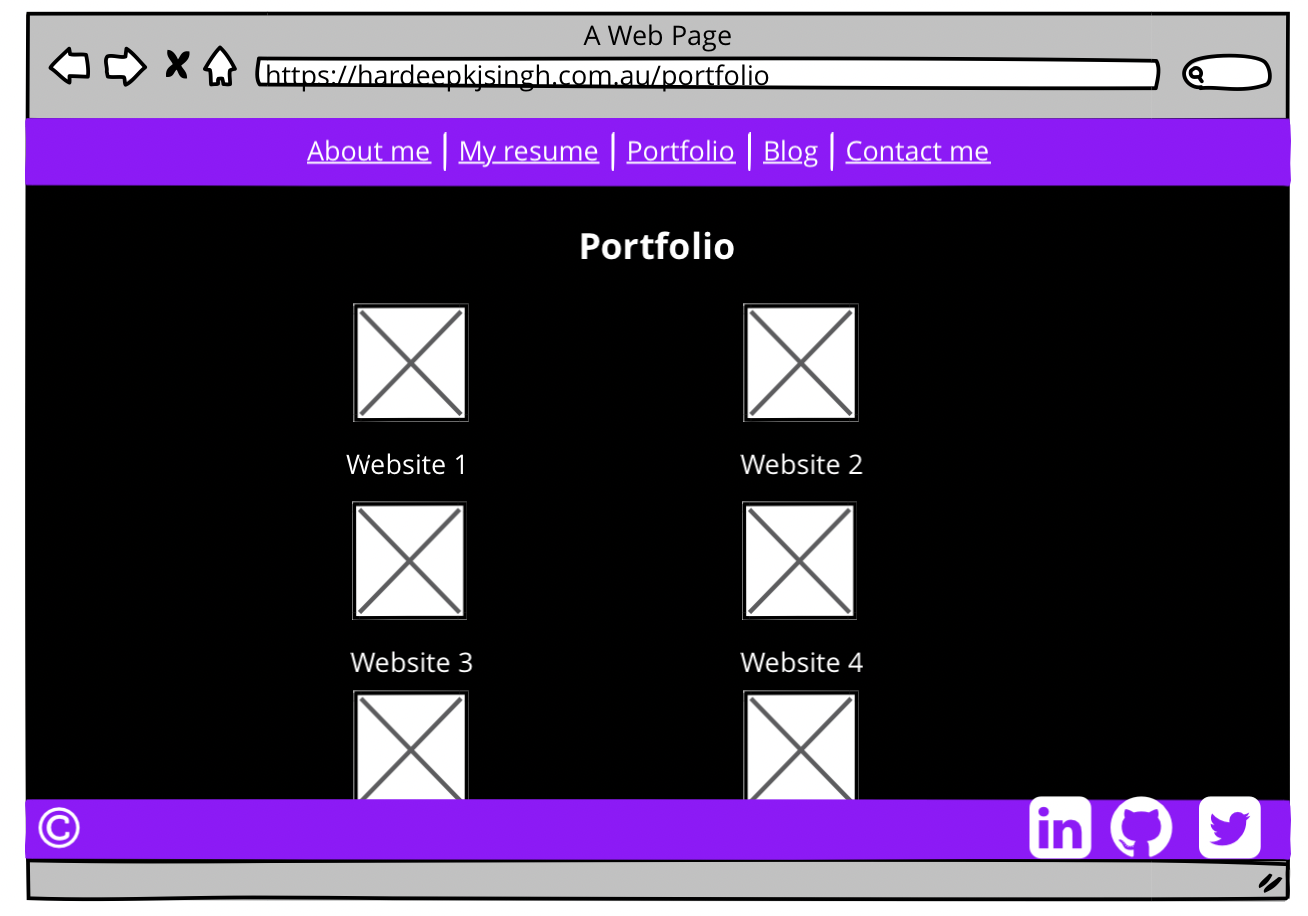 A Web Page
https://hardeepkjsingh.com.au/portfolio
About me | My resume | Portfolio | Blog | Contact me
Portfolio
Website 1 Website 2
Website 3 Website 4
© in